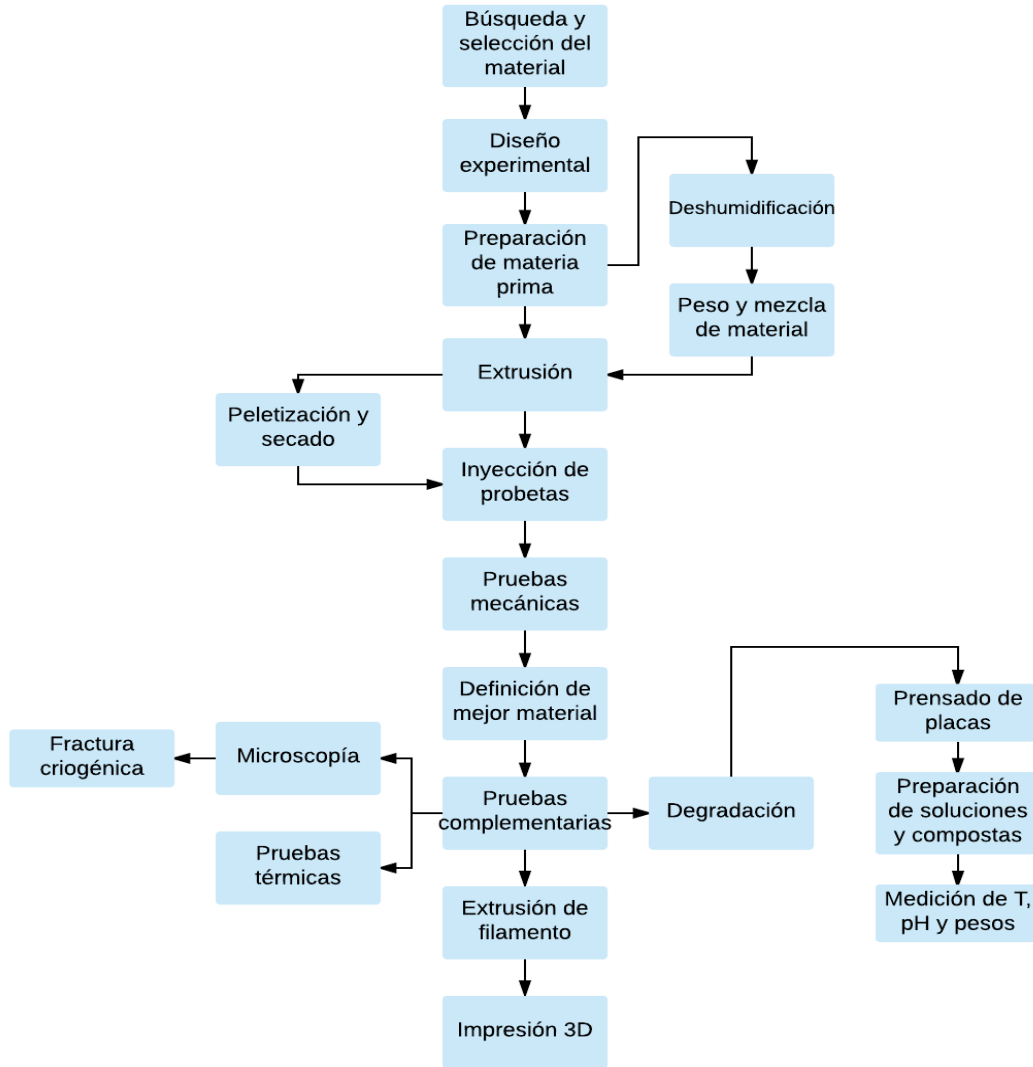 Búsqueda y
selección del
material
Diseño
experimental
Deshumidificación
Preparación
de materia
prima
Peso y mezcla
de material
Extrusión
Peletización y
secado
Inyección de
probetas
Pruebas
mecánicas
Definición de
mejor material
Prensado de
placas
Fractura
criogénica
Microscopía
Pruebas
complementarias
Degradación
Preparación
de soluciones
y compostas
Pruebas
térmicas
Extrusión de
filamento
Medición de T,
pH y pesos
Impresión 3D